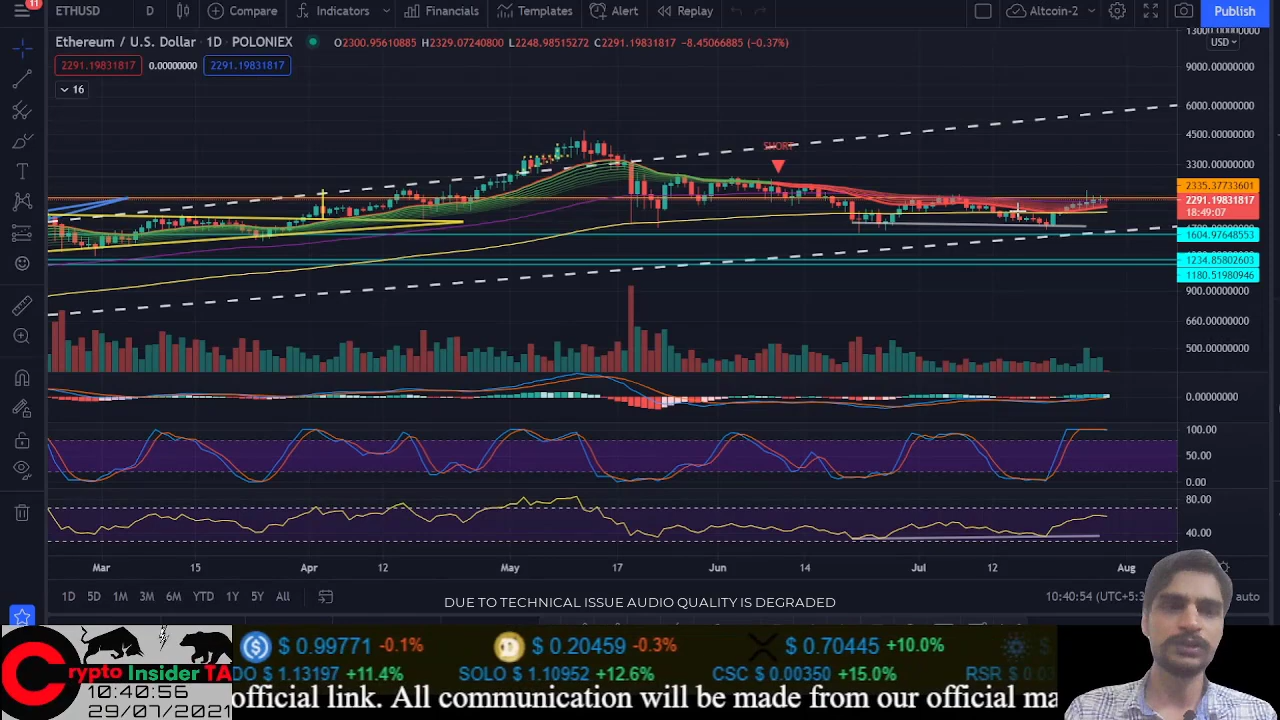 11
ETHUSD D Compare Indicators Financials Templates Alert Replay Altcoin-2 Publish
Ethereum / U.S. Dollar · 1D · POLONIEX O2300.95610885 H2329.07240800 L2248.98515272 C2291.19831817 −8.45066885 (−0.37%)
USD
2291.19831817 0.00000000 2291.19831817
16
9000.00000000
6000.00000000
4500.00000000
SHORT
3300.00000000
2335.37733601
2291.19831817
18:49:07
1604.97648553
1234.85802603
1180.51980946
900.00000000
660.00000000
500.00000000
0.00000000
100.00
50.00
0.00
80.00
40.00
Mar 15 Apr 12 May 17 Jun 14 Jul 12 Aug
1D 5D 1M 3M 6M YTD 1Y 5Y All 10:40:54 (UTC+5:3 auto
DUE TO TECHNICAL ISSUE AUDIO QUALITY IS DEGRADED
$ 0.99771 -0.1% $ 0.20459 -0.3% $ 0.70445 +10.0% $
Crypto Insider TA
DO $ 1.13197 +11.4% SOLO $ 1.10952 +12.6% CSC $ 0.00350 +15.0% RSR
10:40:56
official link. All communication will be made from our official ma
29/07/2021